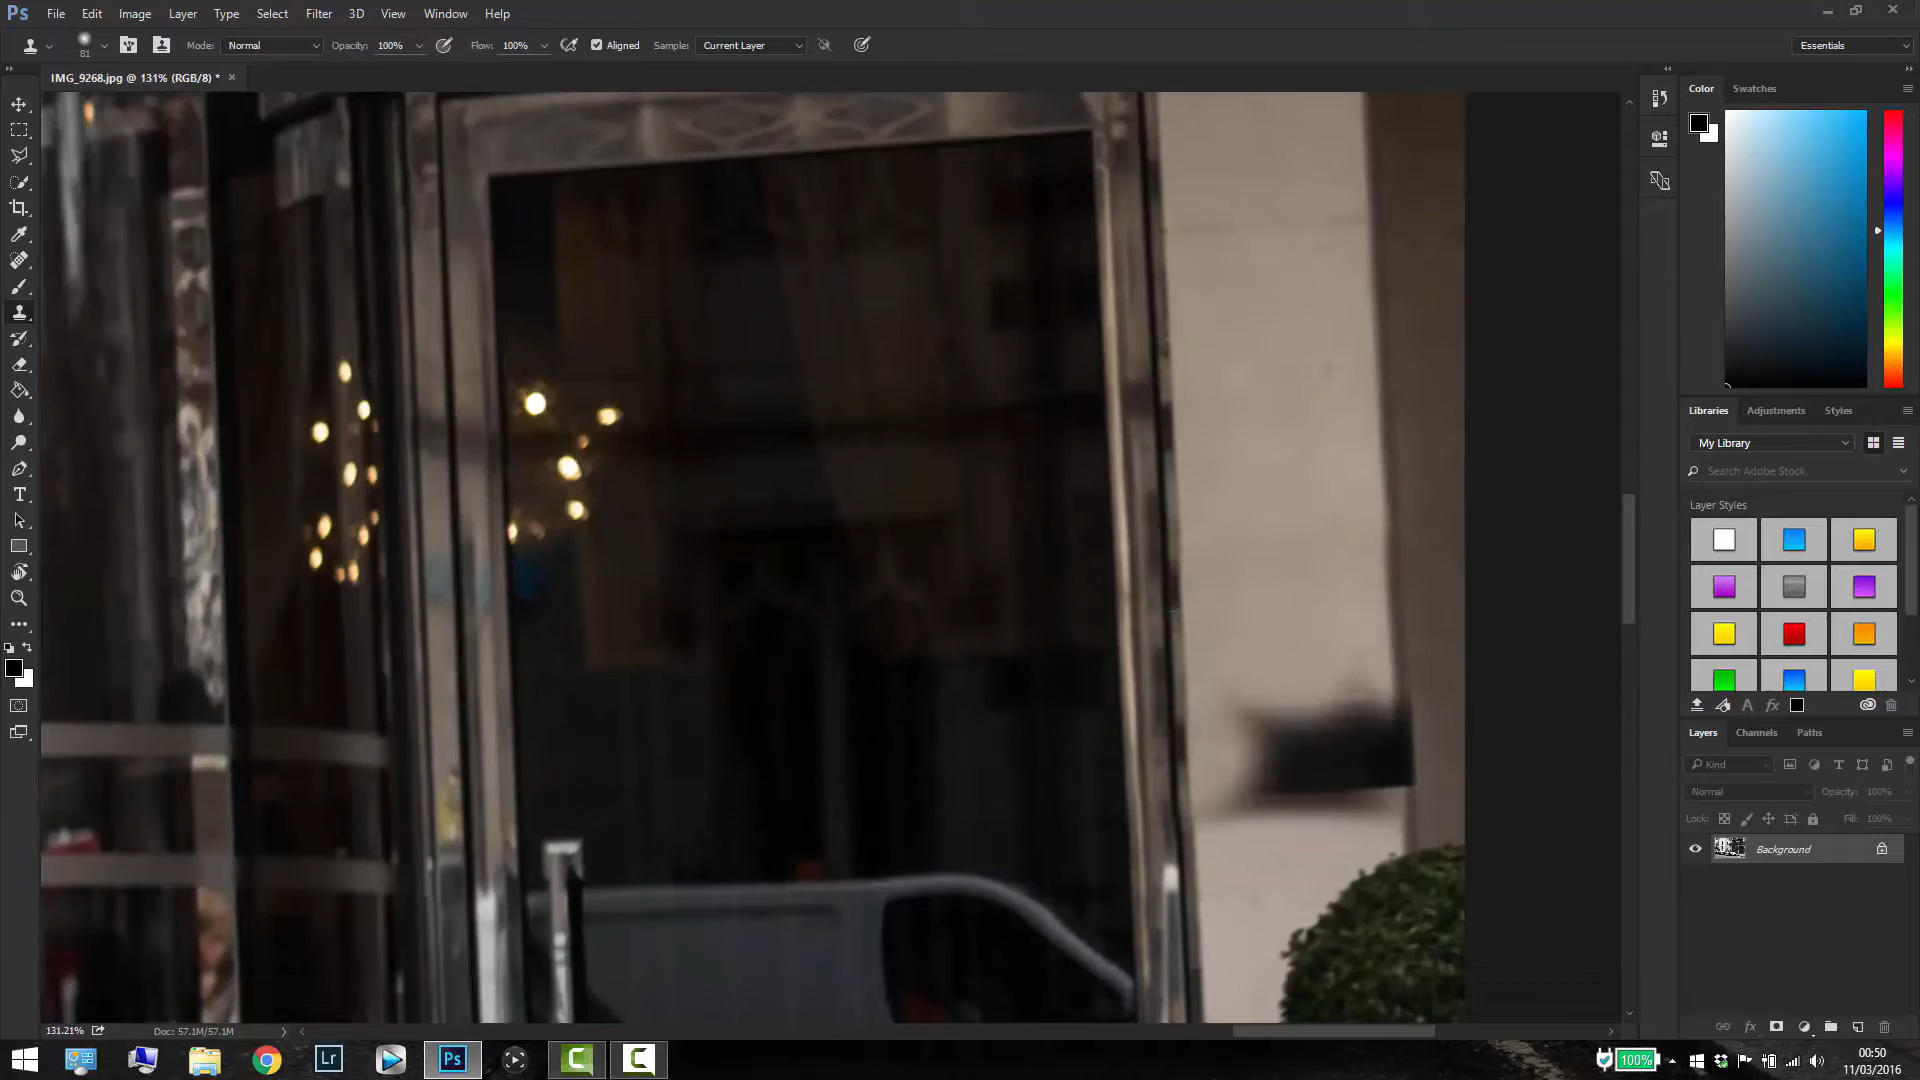 Ps File Edit Image Layer Type Select Filter 3D View Window Help
81 Mode: Normal Opacity: 100% Flow: 100% Aligned Sample: Current Layer Essentials
IMG_9268.jpg @ 131% (RGB/8) *
Color Swatches
Libraries Adjustments Styles
My Library
Search Adobe Stock
Layer Styles
Layers Channels Paths
Kind
Normal Opacity: 100%
Lock: Fill: 100%
Background
131.21% Doc: 57.1M/57.1M
Lr Ps 100% 00:50
11/03/2016